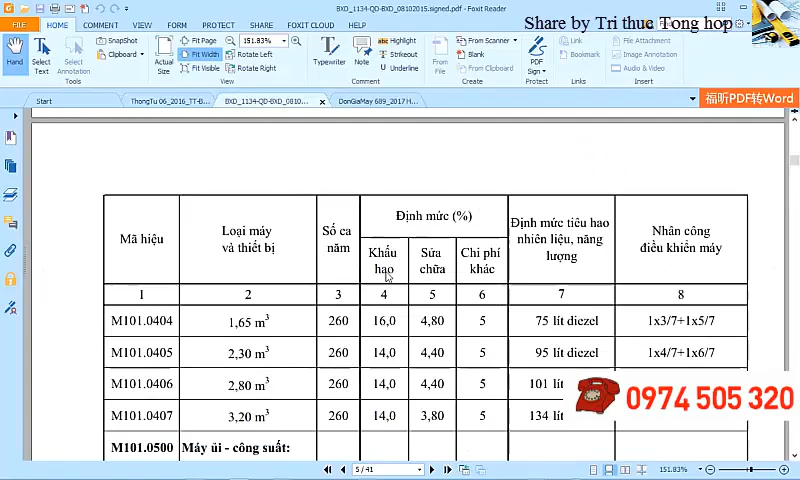 BXD_1134-QD-BXD_08102015.signed.pdf - Foxit Reader
Share by Tri thuc Tong hop
FILE HOME COMMENT VIEW FORM PROTECT SHARE FOXIT CLOUD HELP
Hand
Select Text
Select Annotation
SnapShot
Clipboard
Actual Size
Fit Page
Fit Width
Fit Visible
151.83%
Rotate Left
Rotate Right
Typewriter
Note
Highlight
Strikeout
Underline
From File
From Scanner
Blank
From Clipboard
PDF Sign
Link
Bookmark
File Attachment
Image Annotation
Audio & Video
Tools View Comment Create Protect Links Insert
Start ThongTu 06_2016_TT-B... BXD_1134-QD-BXD_0810... DonGiaMay 689_2017 H...
福昕PDF转Word
Mã hiệu
Loại máy
và thiết bị
Số ca
năm
Định mức (%)
Khấu
hao
Sửa
chữa
Chi phí
khác
Định mức tiêu hao
nhiên liệu, năng
lượng
Nhân công
điều khiển máy
1 2 3 4 5 6 7 8
M101.0404 1,65 m³ 260 16,0 4,80 5 75 lít diezel 1x3/7+1x5/7
M101.0405 2,30 m³ 260 14,0 4,40 5 95 lít diezel 1x4/7+1x6/7
M101.0406 2,80 m³ 260 14,0 4,40 5 101 lít
M101.0407 3,20 m³ 260 14,0 3,80 5 134 lít
0974 505 320
M101.0500 Máy ủi - công suất:
5 / 41
151.83%